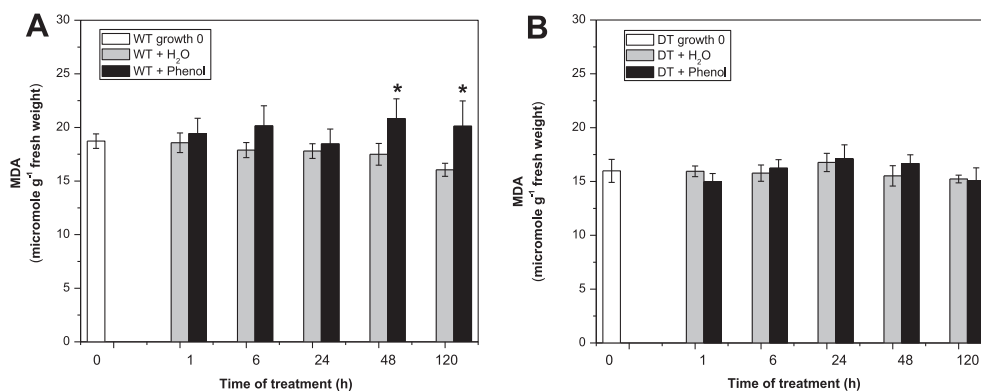 A
WT growth 0
WT + H₂O
WT + Phenol
30
25
20
15
10
5
0
MDA
(micromole g⁻¹ fresh weight)
*
*
0 1 6 24 48 120
Time of treatment (h)
B
DT growth 0
DT + H₂O
DT + Phenol
30
25
20
15
10
5
0
MDA
(micromole g⁻¹ fresh weight)
0 1 6 24 48 120
Time of treatment (h)